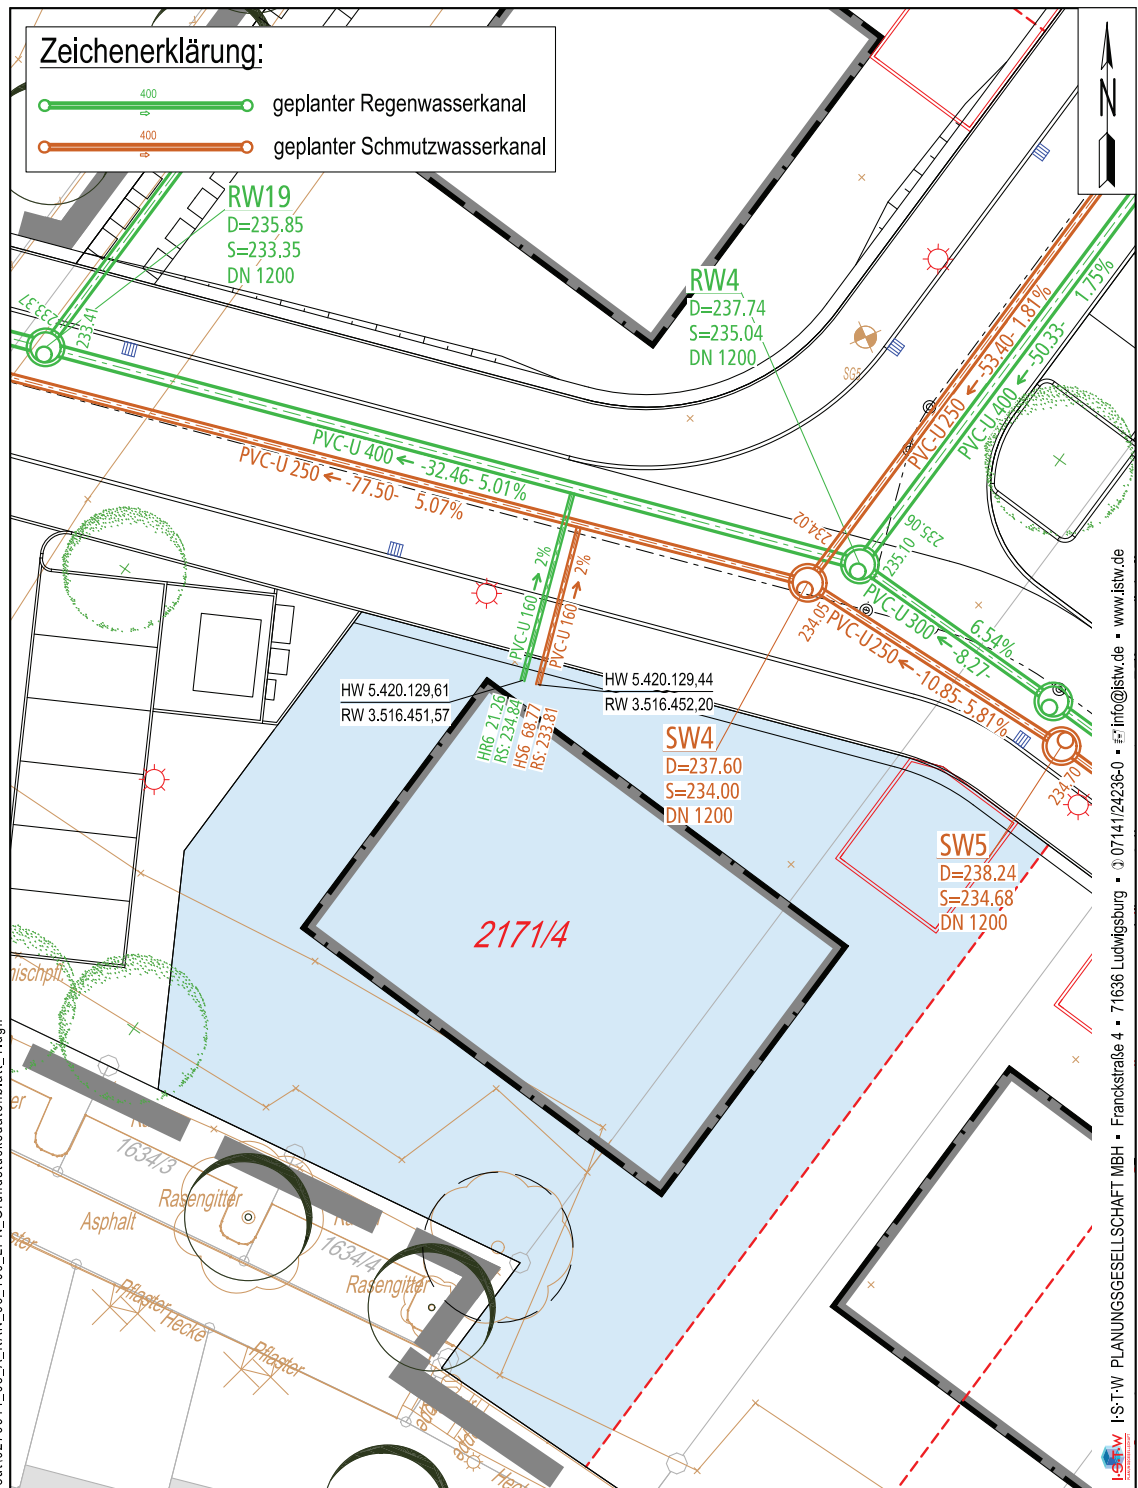 Zeichenerklärung:
400
geplanter Regenwasserkanal
400
geplanter Schmutzwasserkanal
N
RW19
D=235.85
S=233.35
DN 1200
RW4
D=237.74
S=235.04
DN 1200
233.37
233.41
SG5
PVC-U 250 -53.40- 1.81%
PVC-U 400 -50.33- 1.75%
PVC-U 400 -32.46- 5.01%
PVC-U 250 -77.50- 5.07%
234.02
235.06
235.10
234.05
PVC-U 160 2%
PVC-U 160 2%
PVC-U300 -8.27- 6.54%
PVC-U250 -10.85- 5.81%
HW 5.420.129,61
RW 3.516.451,57
HW 5.420.129,44
RW 3.516.452,20
HR6 21.26
RS: 234.84
HS6 68.77
RS: 233.81
SW4
D=237.60
S=234.00
DN 1200
234.70
SW5
D=238.24
S=234.68
DN 1200
2171/4
1634/3
Rasengitter
Asphalt
1634/4
Rasengitter
Pflaster
Hecke
Pflaster
I·S·T·W PLANUNGSGESELLSCHAFT MBH ▪ Franckstraße 4 ▪ 71636 Ludwigsburg ▪ ✆ 07141/24236-0 ▪ info@istw.de ▪ www.istw.de
I·S·T·W